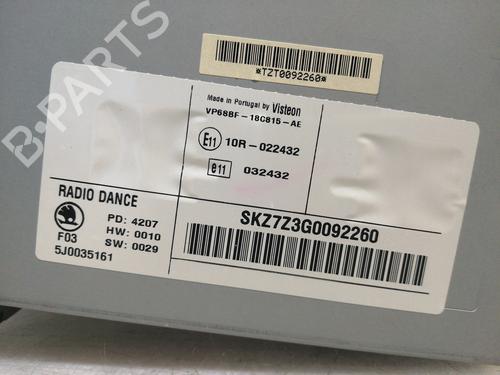 *TZT0092260*
Made in Portugal by Visteon
VP6SBF-18C815-AE
E11 10R-022432
e11 032432
RADIO DANCE
PD: 4207
HW: 0010
F03 SW: 0029
5J0035161
SKZ7Z3G0092260
B-PARTS